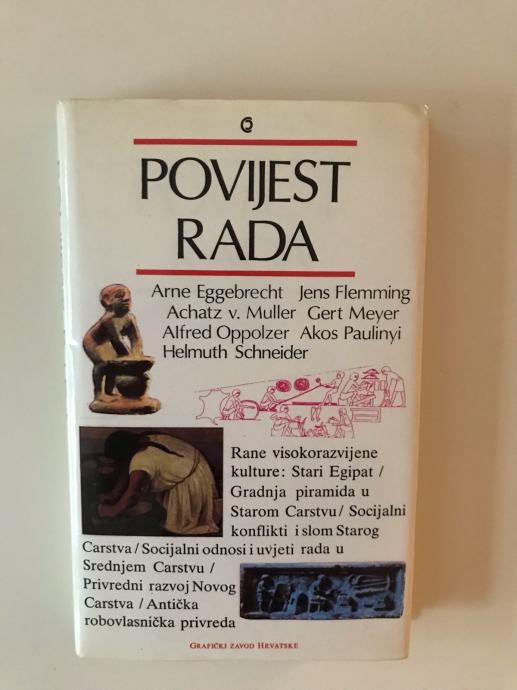 POVIJEST
RADA
Arne Eggebrecht Jens Flemming
Achatz v. Muller Gert Meyer
Alfred Oppolzer Akos Paulinyi
Helmuth Schneider
Rane visokorazvijene
kulture: Stari Egipat /
Gradnja piramida u
Starom Carstvu / Socijalni
konflikti i slom Starog
Carstva / Socijalni odnosi i uvjeti rada u
Srednjem Carstvu /
Privredni razvoj Novog
Carstva / Antička
robovlasnička privreda
GRAFIČKI ZAVOD HRVATSKE